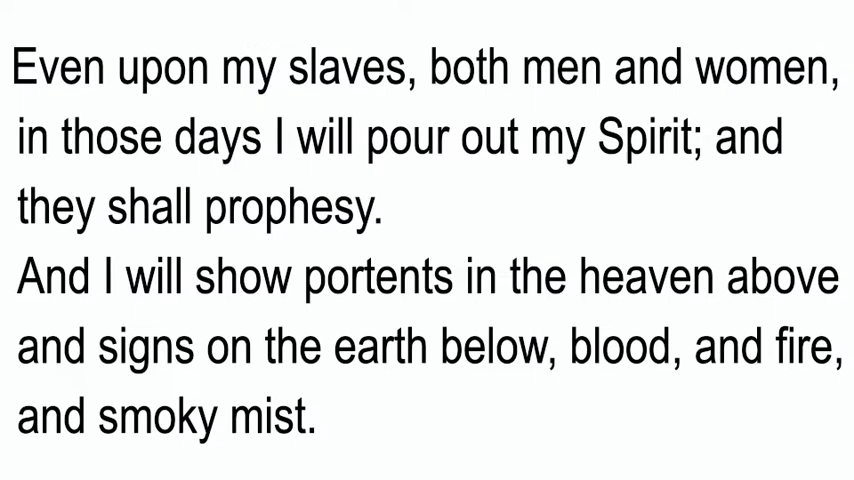 Even upon my slaves, both men and women,
in those days I will pour out my Spirit; and
they shall prophesy.
And I will show portents in the heaven above
and signs on the earth below, blood, and fire,
and smoky mist.